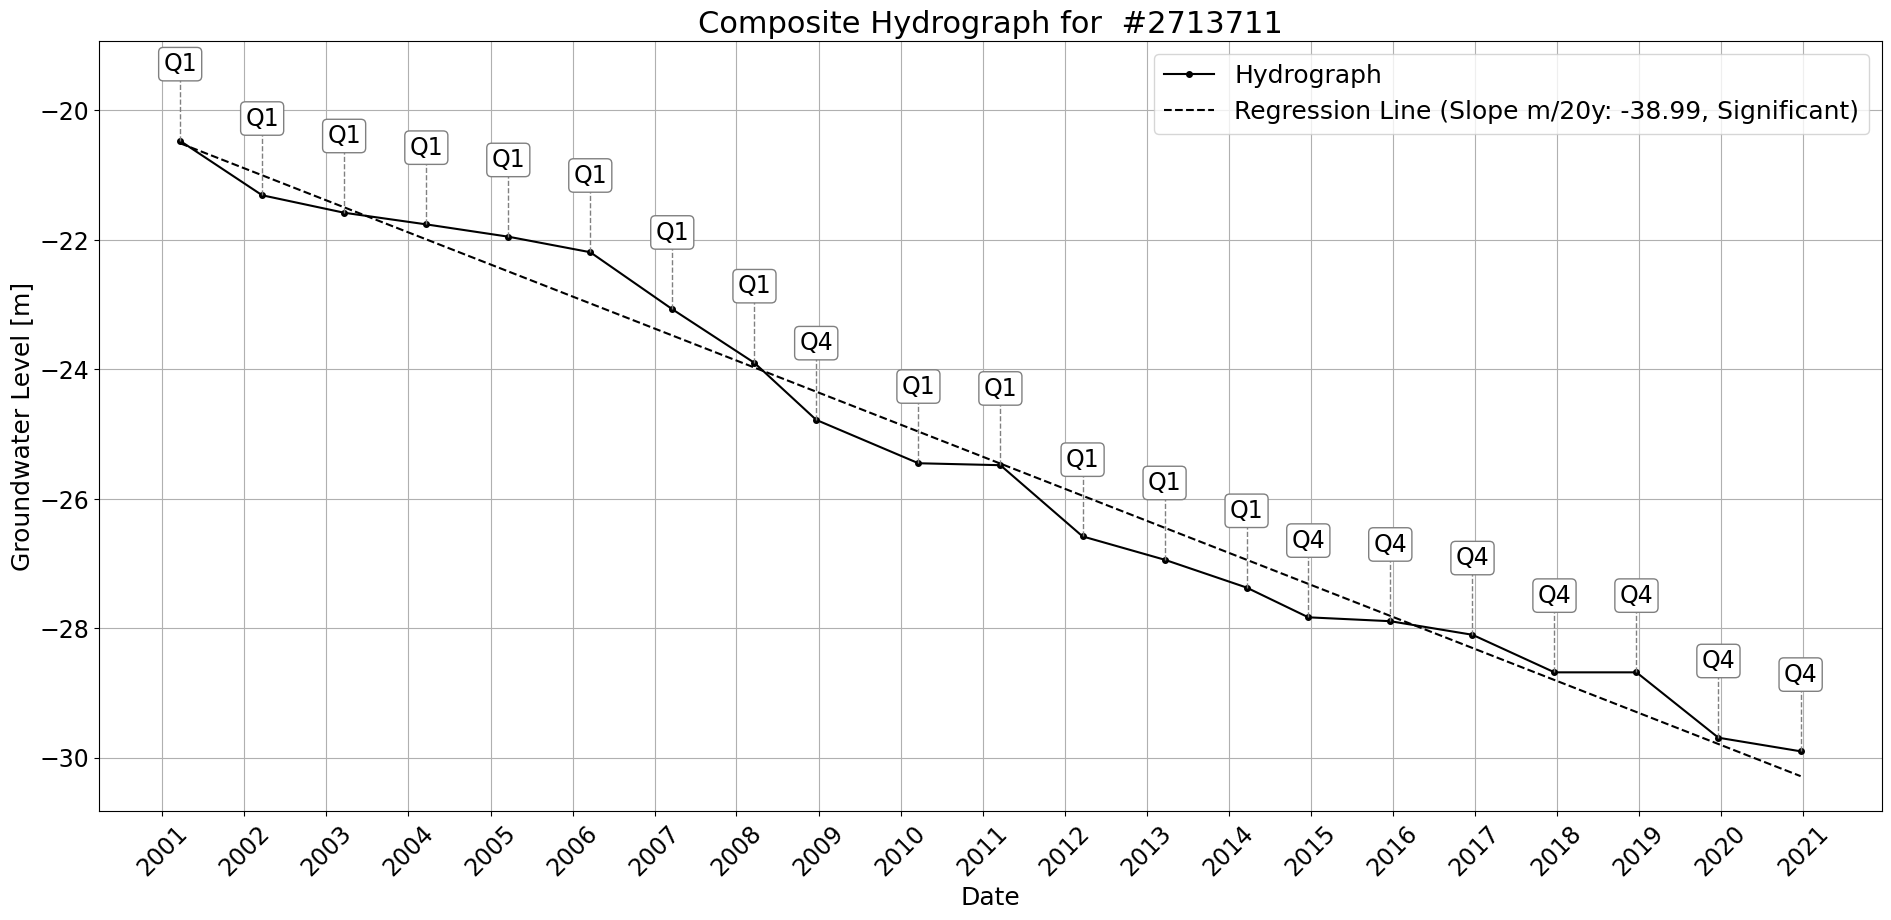 Composite Hydrograph for  #2713711
Hydrograph
Regression Line (Slope m/20y: -38.99, Significant)
Groundwater Level [m]
−20
−22
−24
−26
−28
−30
Q1
Q1
Q1
Q1
Q1
Q1
Q1
Q1
Q4
Q1
Q1
Q1
Q1
Q1
Q4
Q4
Q4
Q4
Q4
Q4
Q4
2001
2002
2003
2004
2005
2006
2007
2008
2009
2010
2011
2012
2013
2014
2015
2016
2017
2018
2019
2020
2021
Date